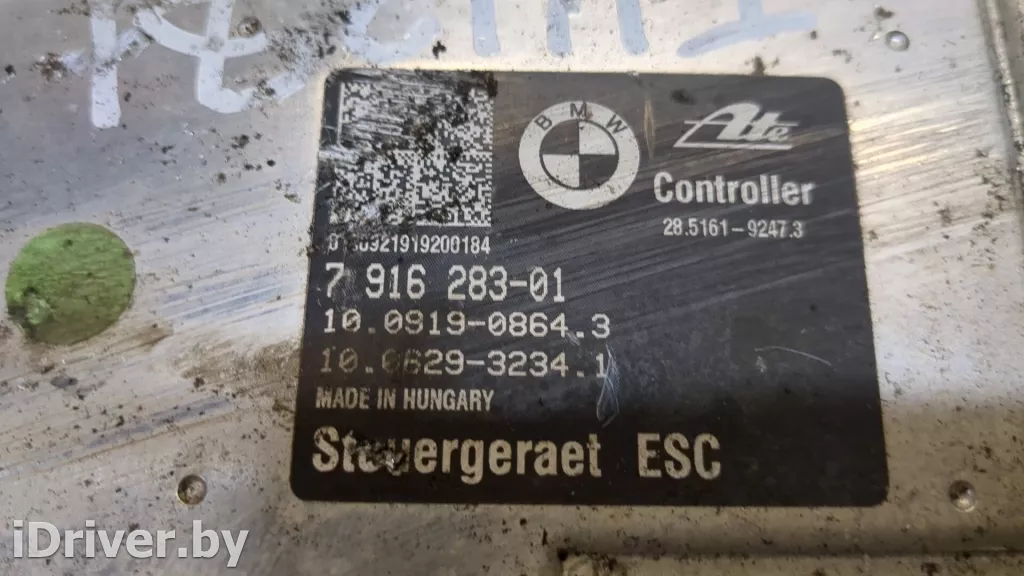 BMW
Ate
Controller
28.5161-9247.3
7 916 283-01
10.0919-0864.3
10.0629-3234.1
MADE IN HUNGARY
Steuergeraet ESC
iDriver.by